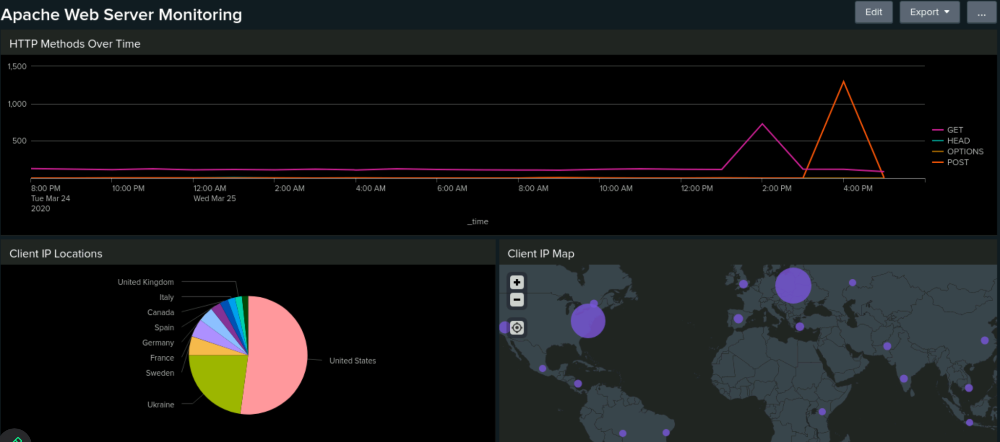 Apache Web Server Monitoring
Edit
Export
...
HTTP Methods Over Time
1,500
1,000
500
GET
HEAD
OPTIONS
POST
8:00 PM 10:00 PM 12:00 AM 2:00 AM 4:00 AM 6:00 AM 8:00 AM 10:00 AM 12:00 PM 2:00 PM 4:00 PM
Tue Mar 24 Wed Mar 25
2020
_time
Client IP Locations
United Kingdom
Italy
Canada
Spain
Germany
France
Sweden
Ukraine
United States
Client IP Map
+
−